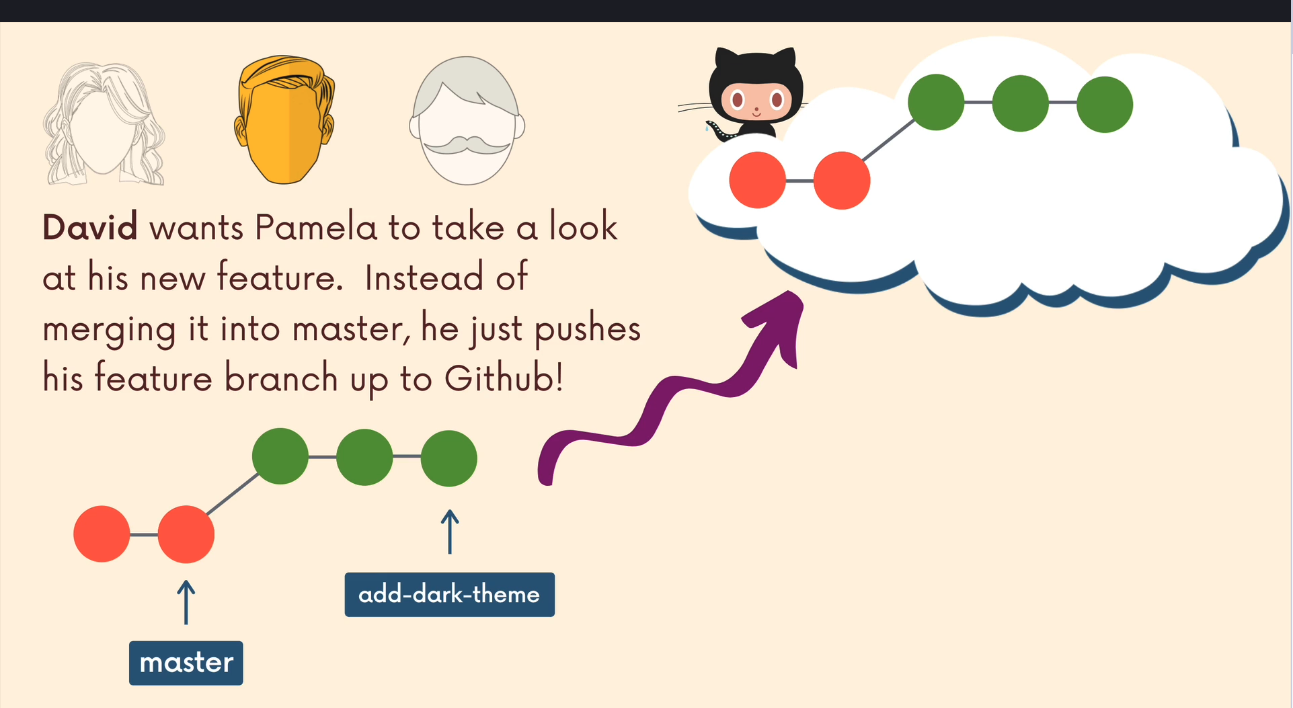 David wants Pamela to take a look
at his new feature.  Instead of
merging it into master, he just pushes
his feature branch up to Github!
add-dark-theme
master